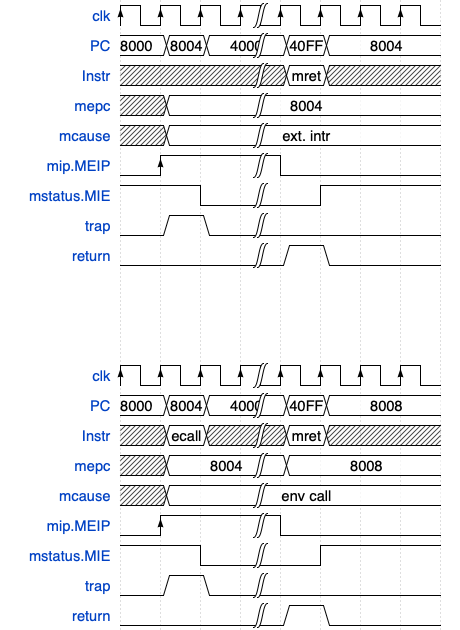 clk
PC 8000 8004 400 40FF 8004
Instr mret
mepc 8004
mcause ext. intr
mip.MEIP
mstatus.MIE
trap
return
clk
PC 8000 8004 400 40FF 8008
Instr ecall mret
mepc 8004 8008
mcause env call
mip.MEIP
mstatus.MIE
trap
return